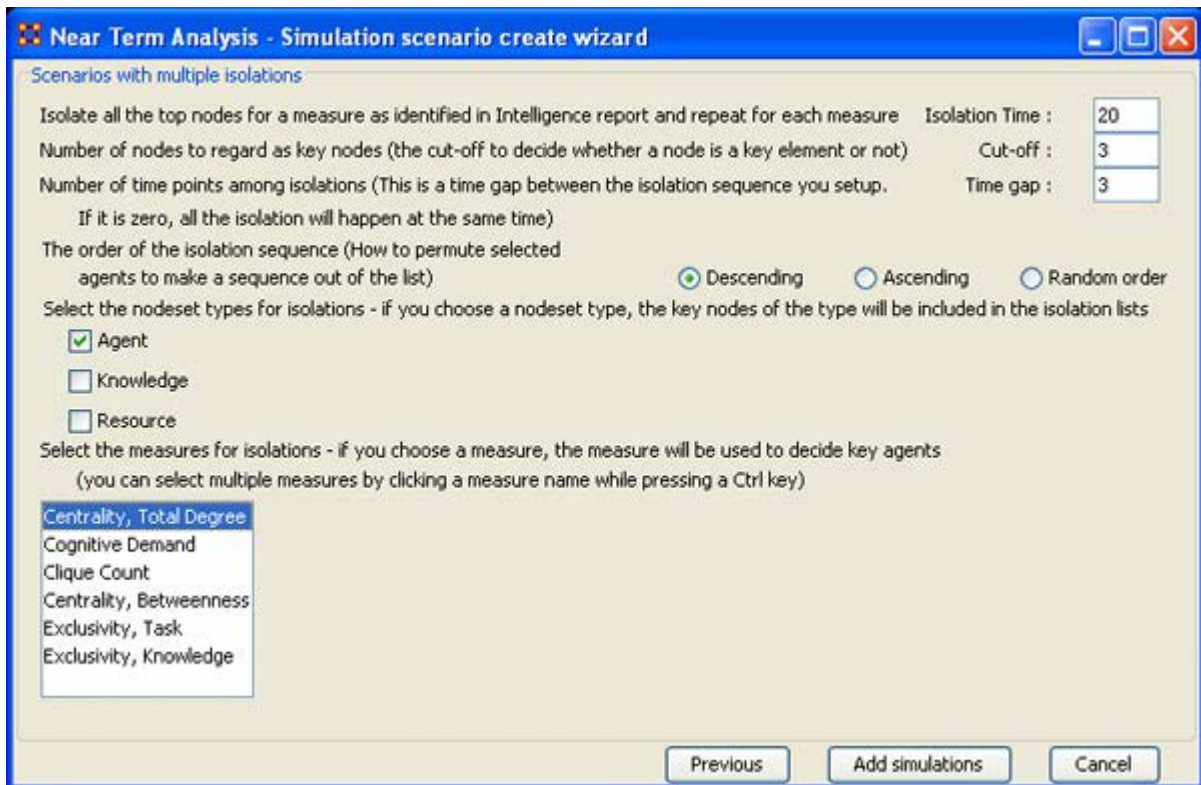 Near Term Analysis - Simulation scenario create wizard
Scenarios with multiple isolations
Isolate all the top nodes for a measure as identified in Intelligence report and repeat for each measure Isolation Time : 20
Number of nodes to regard as key nodes (the cut-off to decide whether a node is a key element or not) Cut-off : 3
Number of time points among isolations (This is a time gap between the isolation sequence you setup. Time gap : 3
If it is zero, all the isolation will happen at the same time)
The order of the isolation sequence (How to permute selected
agents to make a sequence out of the list) Descending Ascending Random order
Select the nodeset types for isolations - if you choose a nodeset type, the key nodes of the type will be included in the isolation lists
Agent
Knowledge
Resource
Select the measures for isolations - if you choose a measure, the measure will be used to decide key agents
(you can select multiple measures by clicking a measure name while pressing a Ctrl key)
Centrality, Total Degree
Cognitive Demand
Clique Count
Centrality, Betweenness
Exclusivity, Task
Exclusivity, Knowledge
Previous Add simulations Cancel